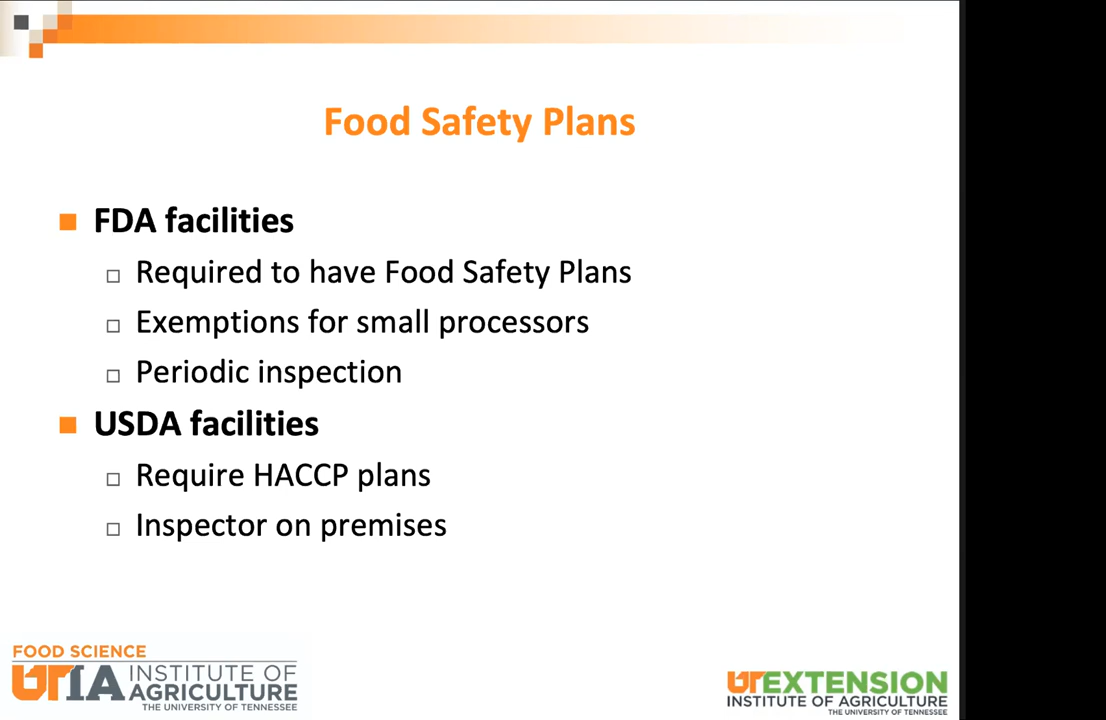 Food Safety Plans
FDA facilities
Required to have Food Safety Plans
Exemptions for small processors
Periodic inspection
USDA facilities
Require HACCP plans
Inspector on premises
FOOD SCIENCE
UTIA INSTITUTE OF
AGRICULTURE
THE UNIVERSITY OF TENNESSEE
UT EXTENSION
INSTITUTE OF AGRICULTURE
THE UNIVERSITY OF TENNESSEE